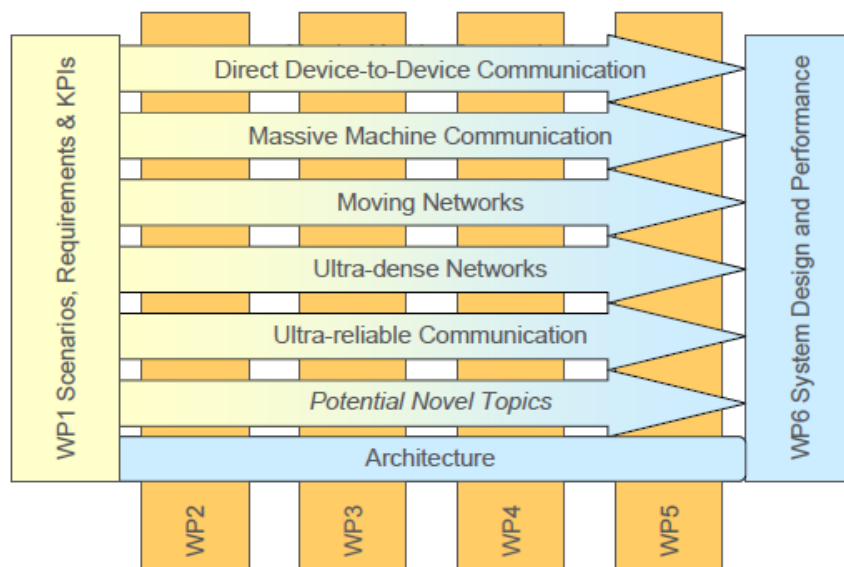 WP1 Scenarios, Requirements & KPIs
Direct Device-to-Device Communication
Massive Machine Communication
Moving Networks
Ultra-dense Networks
Ultra-reliable Communication
Potential Novel Topics
Architecture
WP2
WP3
WP4
WP5
WP6 System Design and Performance